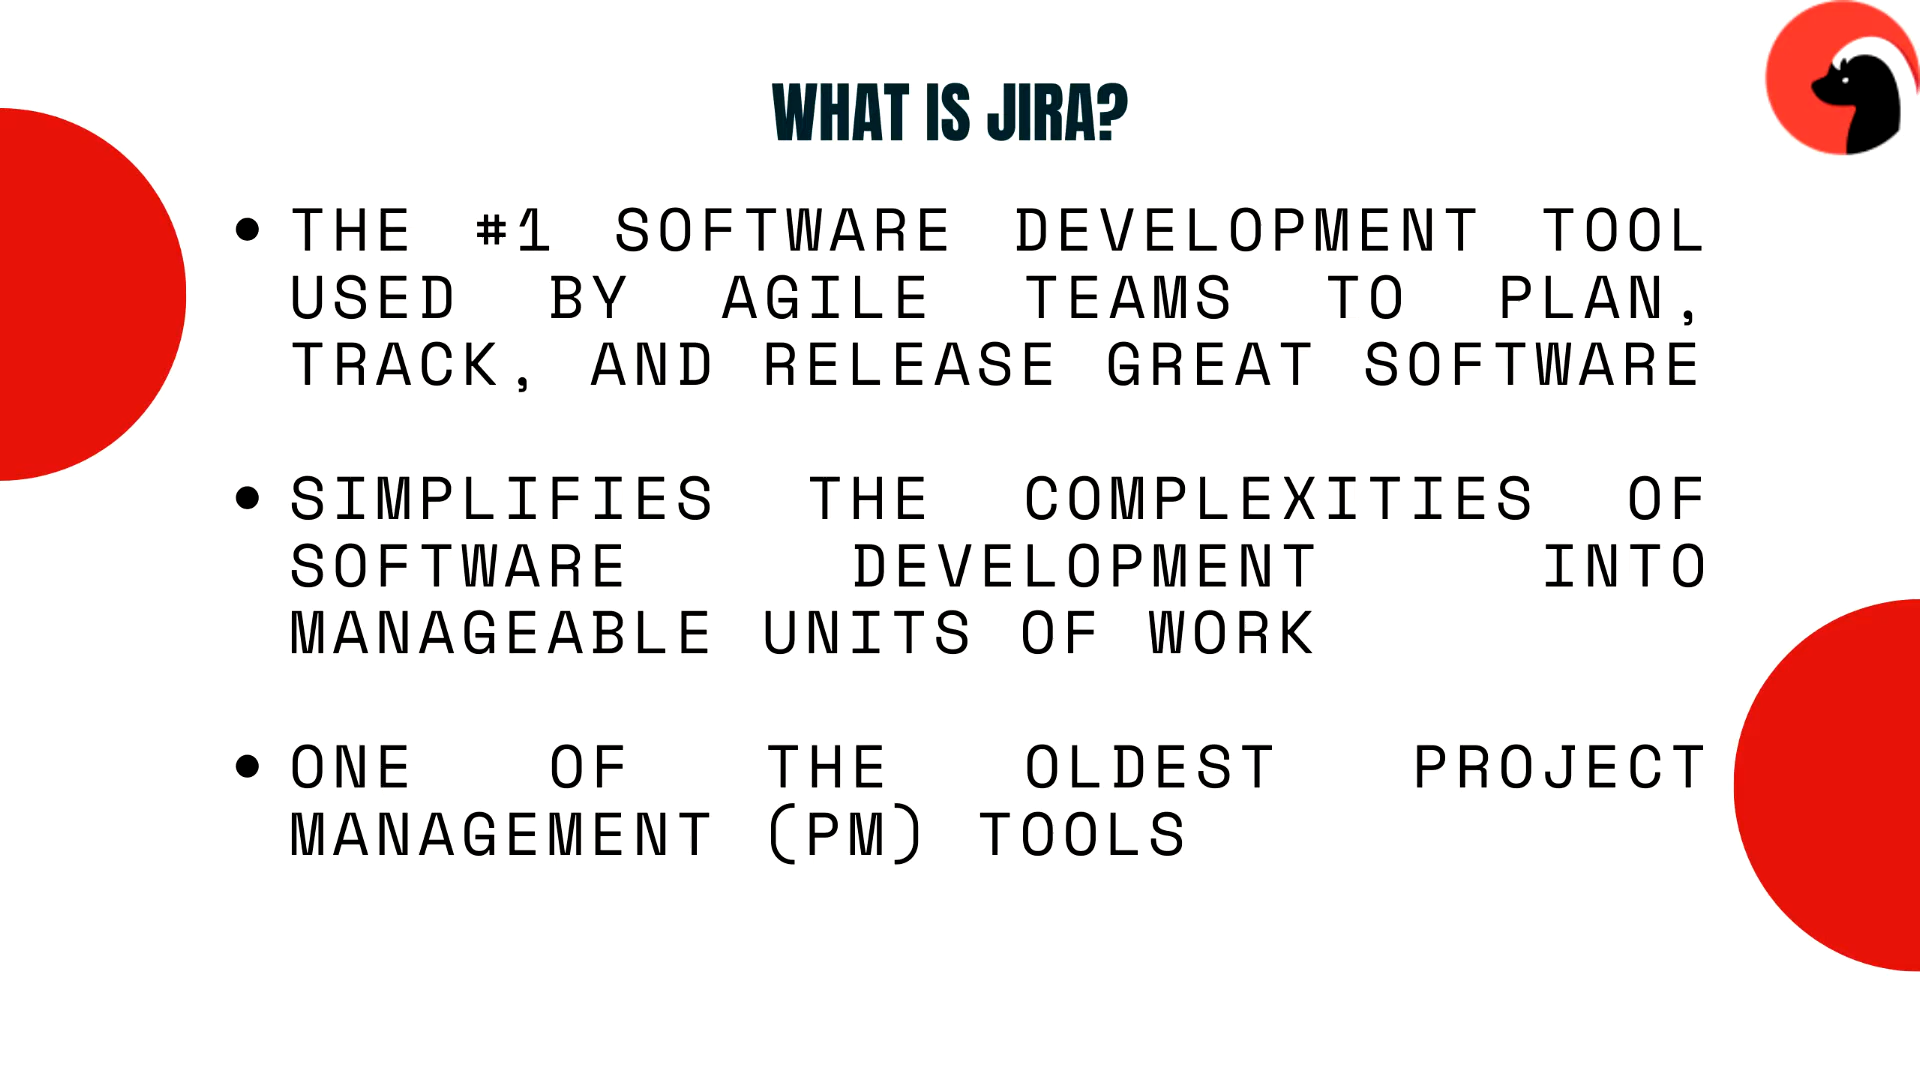 WHAT IS JIRA?
• THE #1 SOFTWARE DEVELOPMENT TOOL
USED BY AGILE TEAMS TO PLAN,
TRACK, AND RELEASE GREAT SOFTWARE
• SIMPLIFIES THE COMPLEXITIES OF
SOFTWARE DEVELOPMENT INTO
MANAGEABLE UNITS OF WORK
• ONE OF THE OLDEST PROJECT
MANAGEMENT (PM) TOOLS